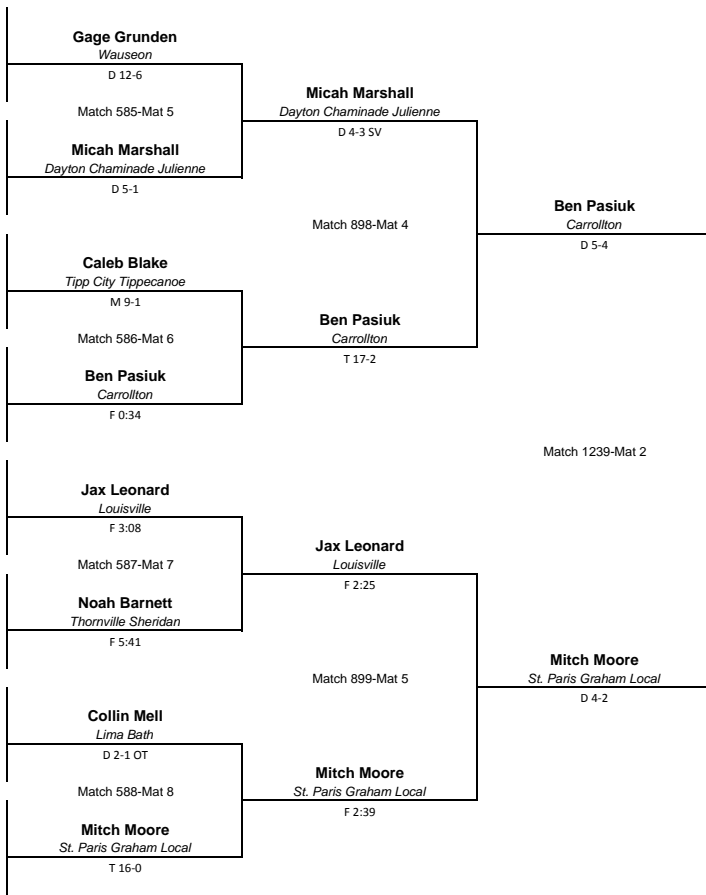 Gage Grunden
Wauseon
D 12-6
Match 585-Mat 5
Micah Marshall
Dayton Chaminade Julienne
D 5-1
Micah Marshall
Dayton Chaminade Julienne
D 4-3 SV
Match 898-Mat 4
Caleb Blake
Tipp City Tippecanoe
M 9-1
Match 586-Mat 6
Ben Pasiuk
Carrollton
F 0:34
Ben Pasiuk
Carrollton
T 17-2
Ben Pasiuk
Carrollton
D 5-4
Match 1239-Mat 2
Jax Leonard
Louisville
F 3:08
Match 587-Mat 7
Noah Barnett
Thornville Sheridan
F 5:41
Jax Leonard
Louisville
F 2:25
Match 899-Mat 5
Collin Mell
Lima Bath
D 2-1 OT
Match 588-Mat 8
Mitch Moore
St. Paris Graham Local
T 16-0
Mitch Moore
St. Paris Graham Local
F 2:39
Mitch Moore
St. Paris Graham Local
D 4-2